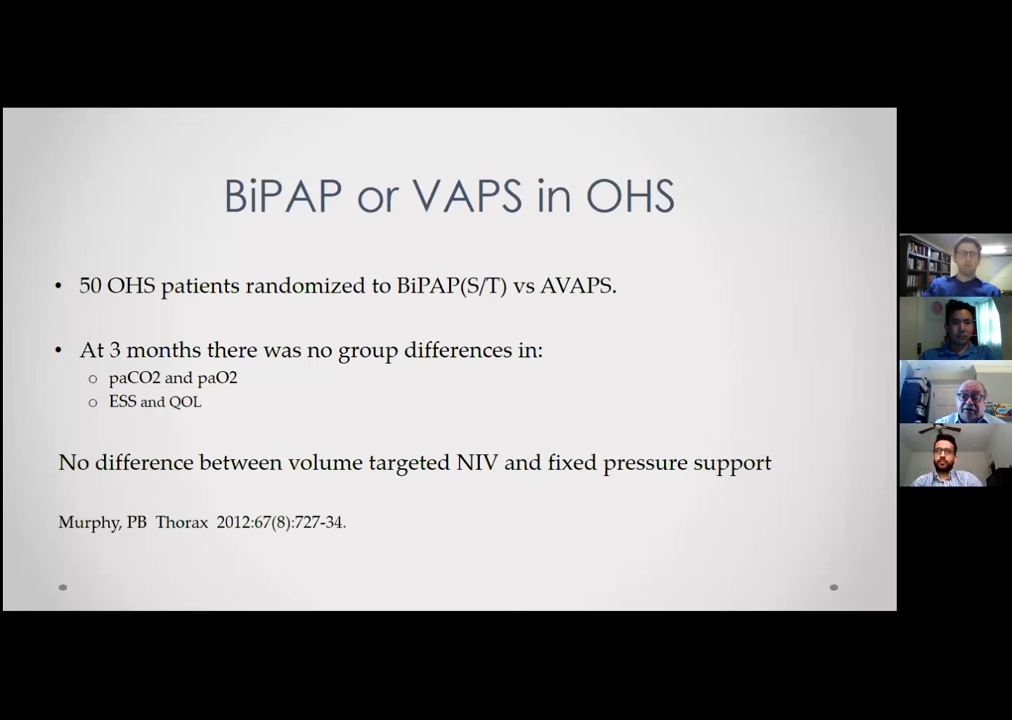 BiPAP or VAPS in OHS
• 50 OHS patients randomized to BiPAP(S/T) vs AVAPS.
• At 3 months there was no group differences in:
o paCO2 and paO2
o ESS and QOL
No difference between volume targeted NIV and fixed pressure support
Murphy, PB Thorax 2012:67(8):727-34.